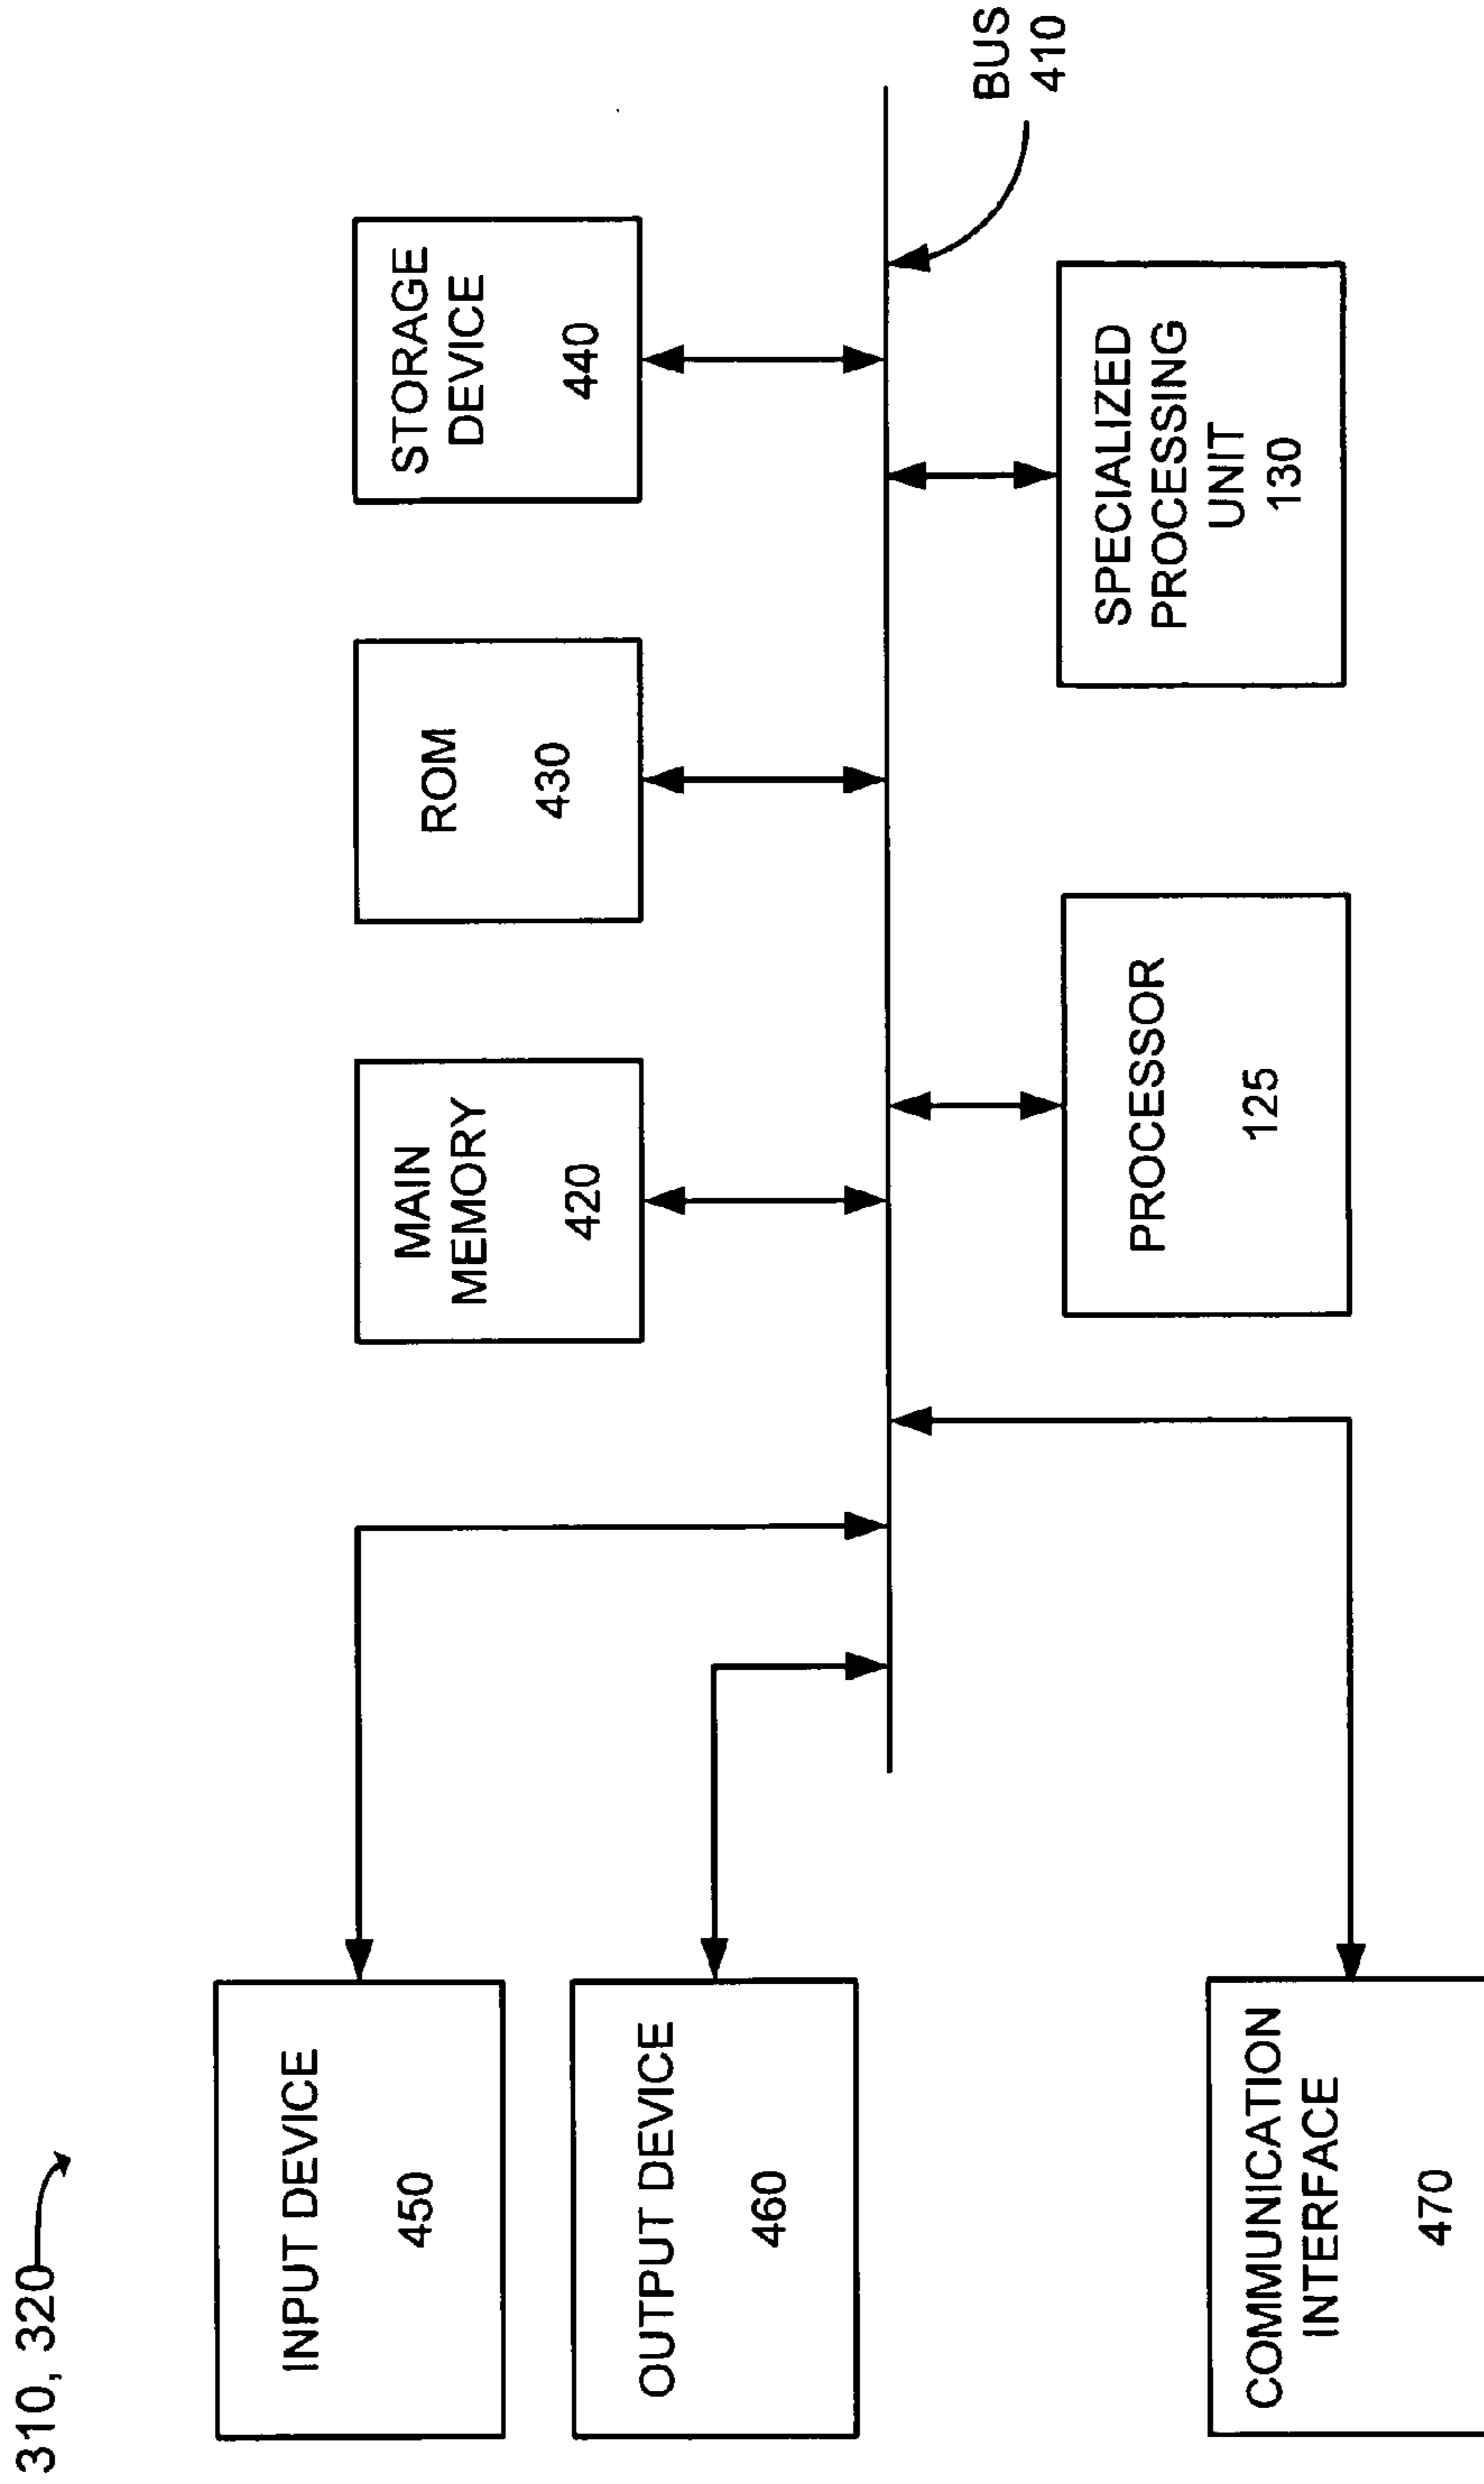 310, 320
INPUT DEVICE
450
OUTPUT DEVICE
460
COMMUNICATION
INTERFACE
470
MAIN
MEMORY
420
ROM
430
STORAGE
DEVICE
440
PROCESSOR
125
SPECIALIZED
PROCESSING
UNIT
130
BUS
410